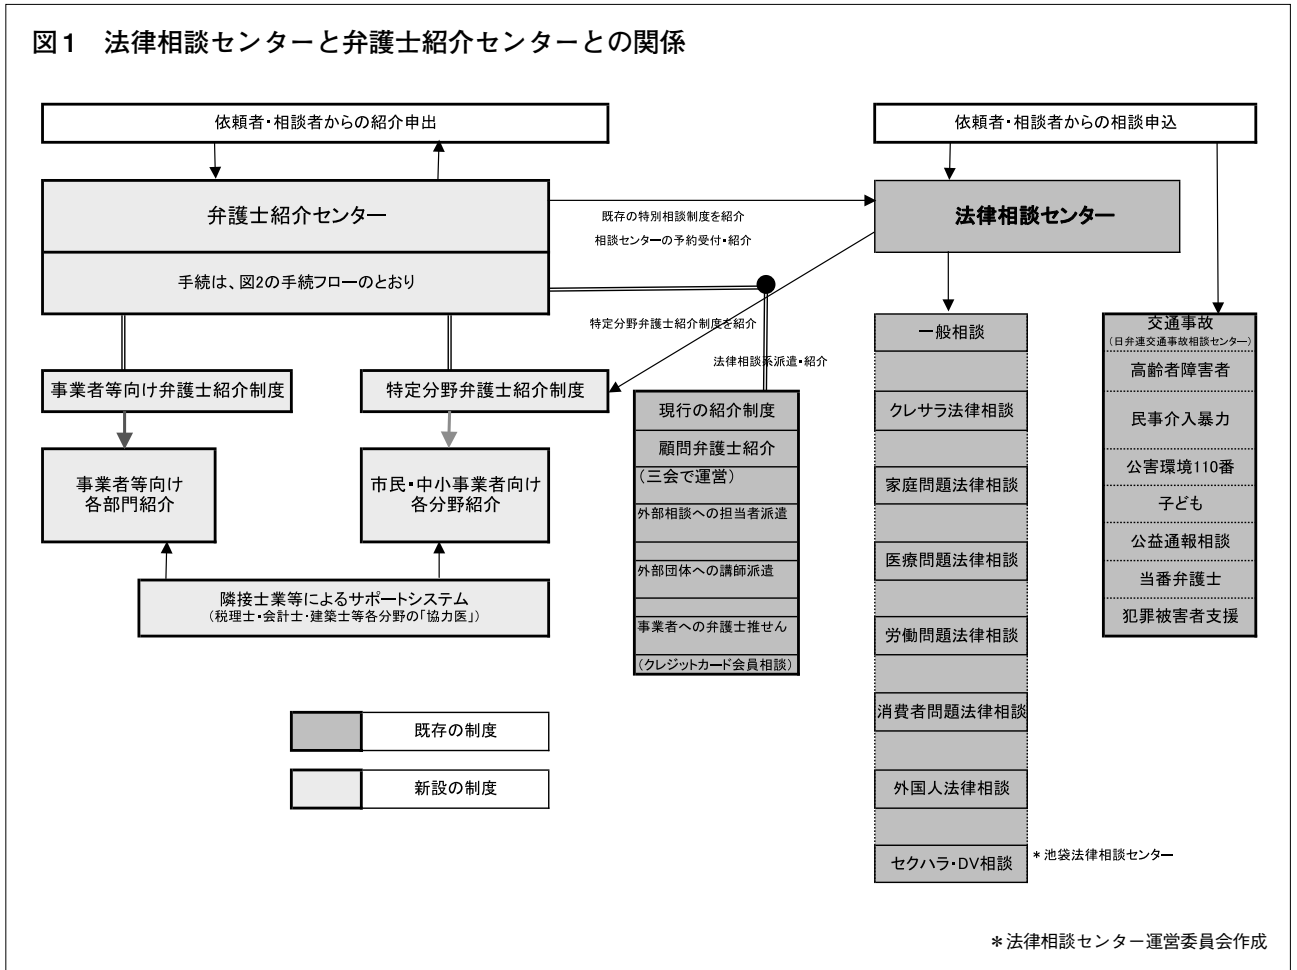 図1 法律相談センターと弁護士紹介センターとの関係
依頼者・相談者からの紹介申出
依頼者・相談者からの相談申込
弁護士紹介センター
手続は、図2の手続フローのとおり
既存の特別相談制度を紹介
相談センターの予約受付・紹介
法律相談センター
特定分野弁護士紹介制度を紹介
法律相談系派遣・紹介
事業者等向け弁護士紹介制度
特定分野弁護士紹介制度
事業者等向け
各部門紹介
市民・中小事業者向け
各分野紹介
隣接士業等によるサポートシステム
(税理士・会計士・建築士等各分野の「協力医」)
現行の紹介制度
顧問弁護士紹介
(三会で運営)
外部相談への担当者派遣
外部団体への講師派遣
事業者への弁護士推せん
(クレジットカード会員相談)
一般相談
クレサラ法律相談
家庭問題法律相談
医療問題法律相談
労働問題法律相談
消費者問題法律相談
外国人法律相談
セクハラ・DV相談
*池袋法律相談センター
交通事故
(日弁連交通事故相談センター)
高齢者障害者
民事介入暴力
公害環境110番
子ども
公益通報相談
当番弁護士
犯罪被害者支援
既存の制度
新設の制度
*法律相談センター運営委員会作成